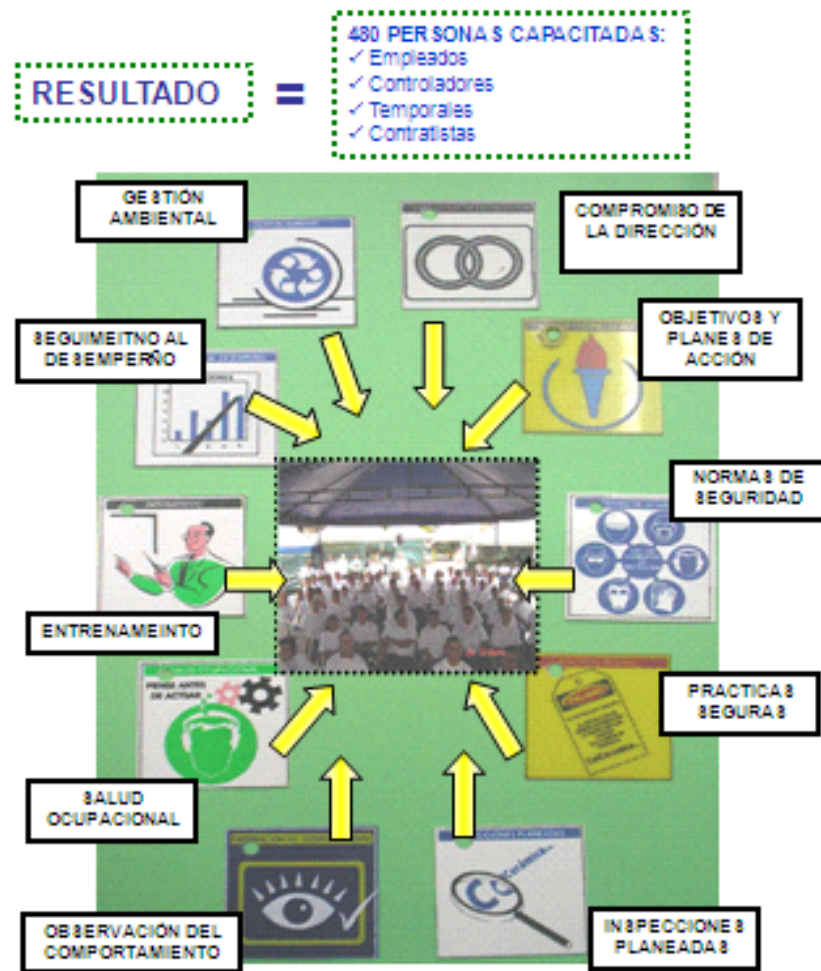 480 PERSONAS CAPACITADAS:
✓ Empleados
✓ Controladores
✓ Temporales
✓ Contratistas
RESULTADO =
GESTIÓN
AMBIENTAL
COMPROMISO DE
LA DIRECCIÓN
SEGUIMEITNO AL
DESEMPERÑO
OBJETIVOS Y
PLANES DE
ACCIÓN
NORMAS DE
SEGURIDAD
ENTRENAMEINTO
PIENSE ANTES
DE ACTUAR
PRACTICAS
SEGURAS
SALUD
OCUPACIONAL
OBSERVACIÓN DEL
COMPORTAMIENTO
INSPECCIONES
PLANEADAS